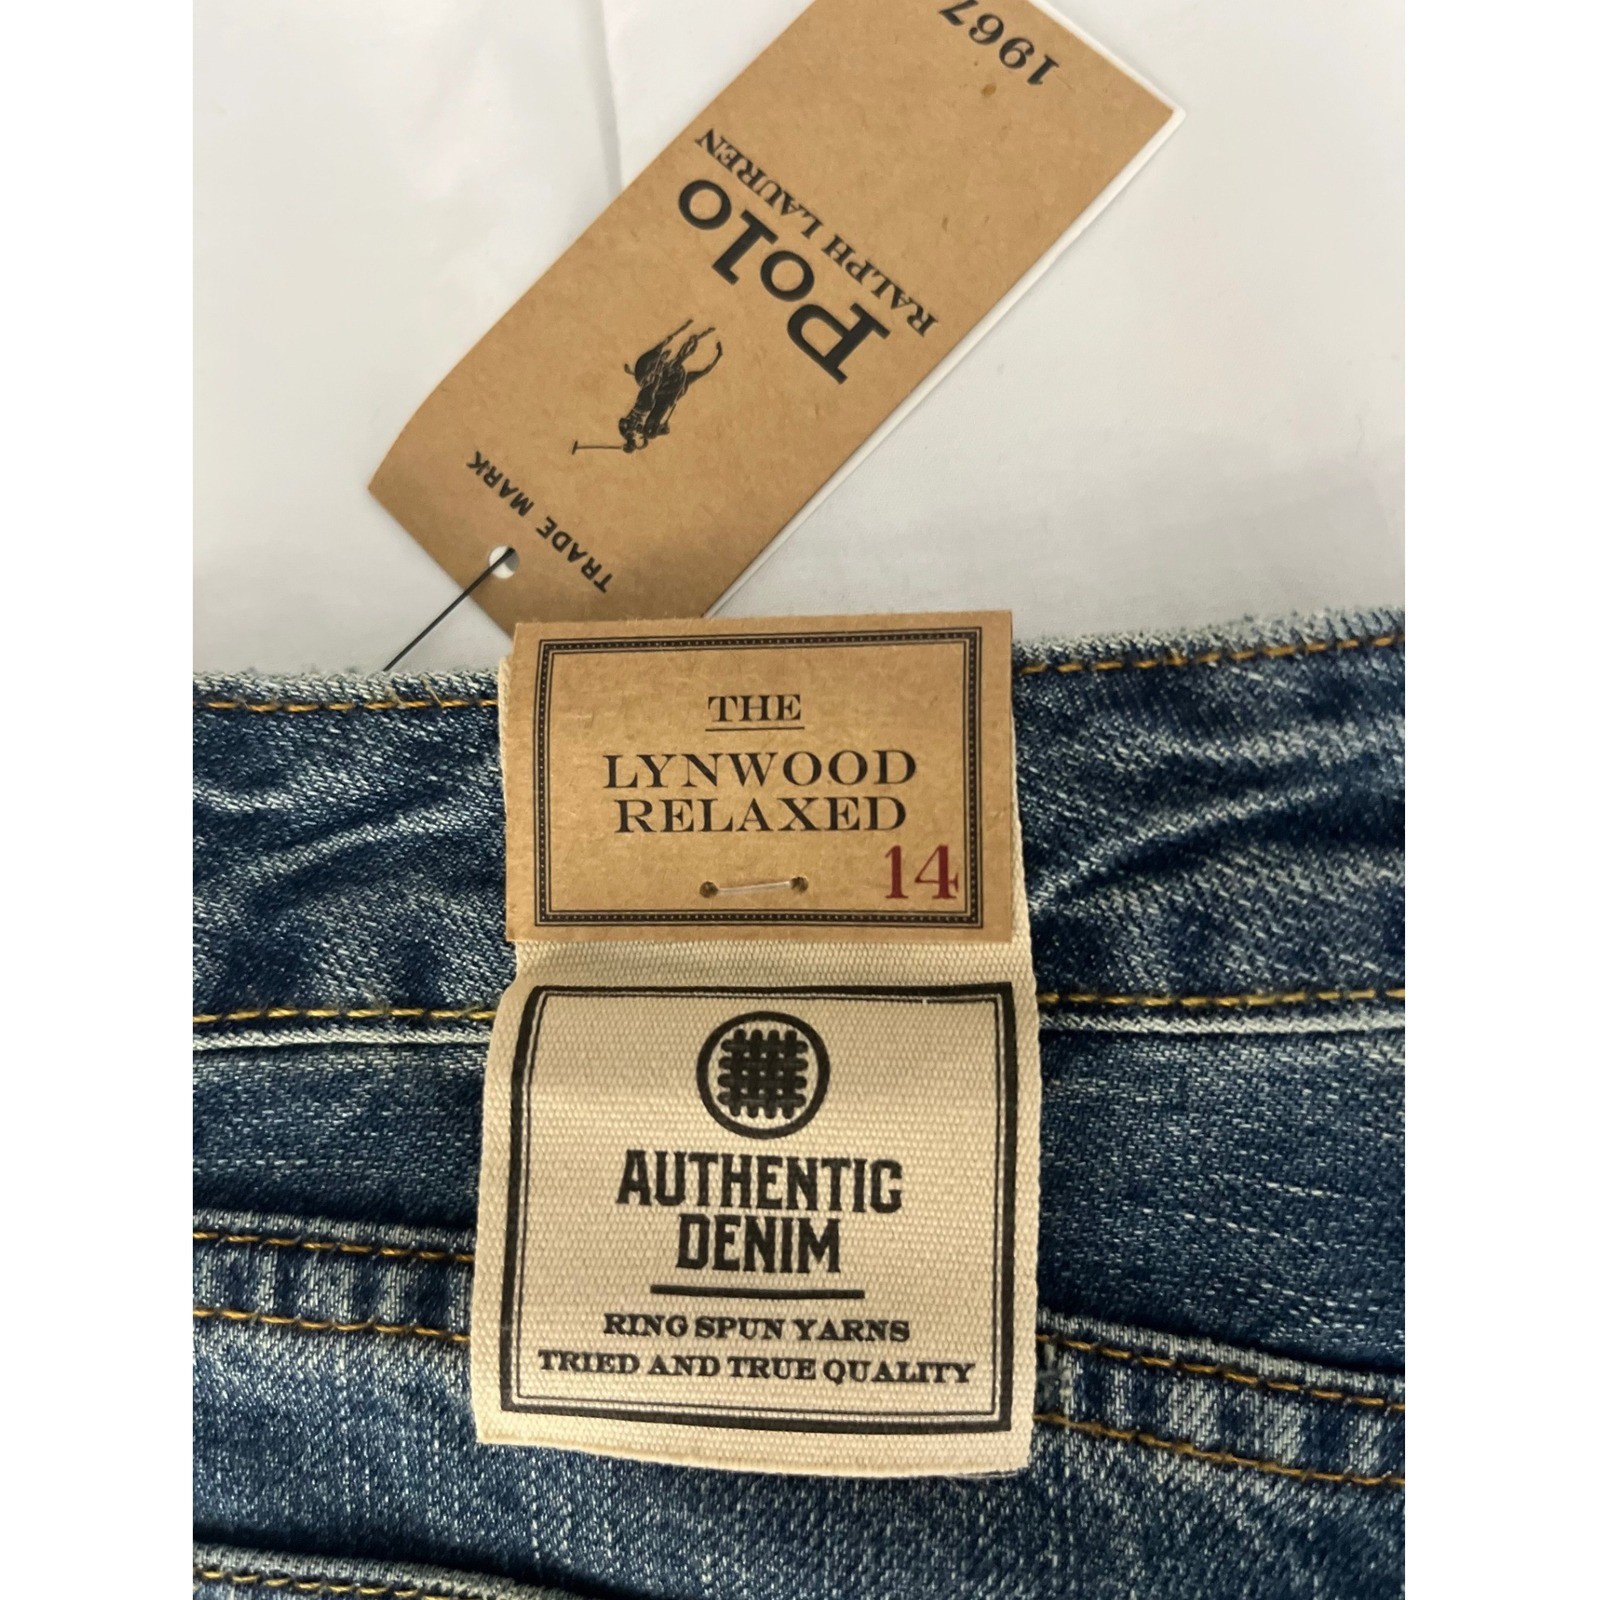 1967
Polo
RALPH LAUREN
TRADE MARK
THE
LYNWOOD
RELAXED
14
AUTHENTIC
DENIM
RING SPUN YARNS
TRIED AND TRUE QUALITY